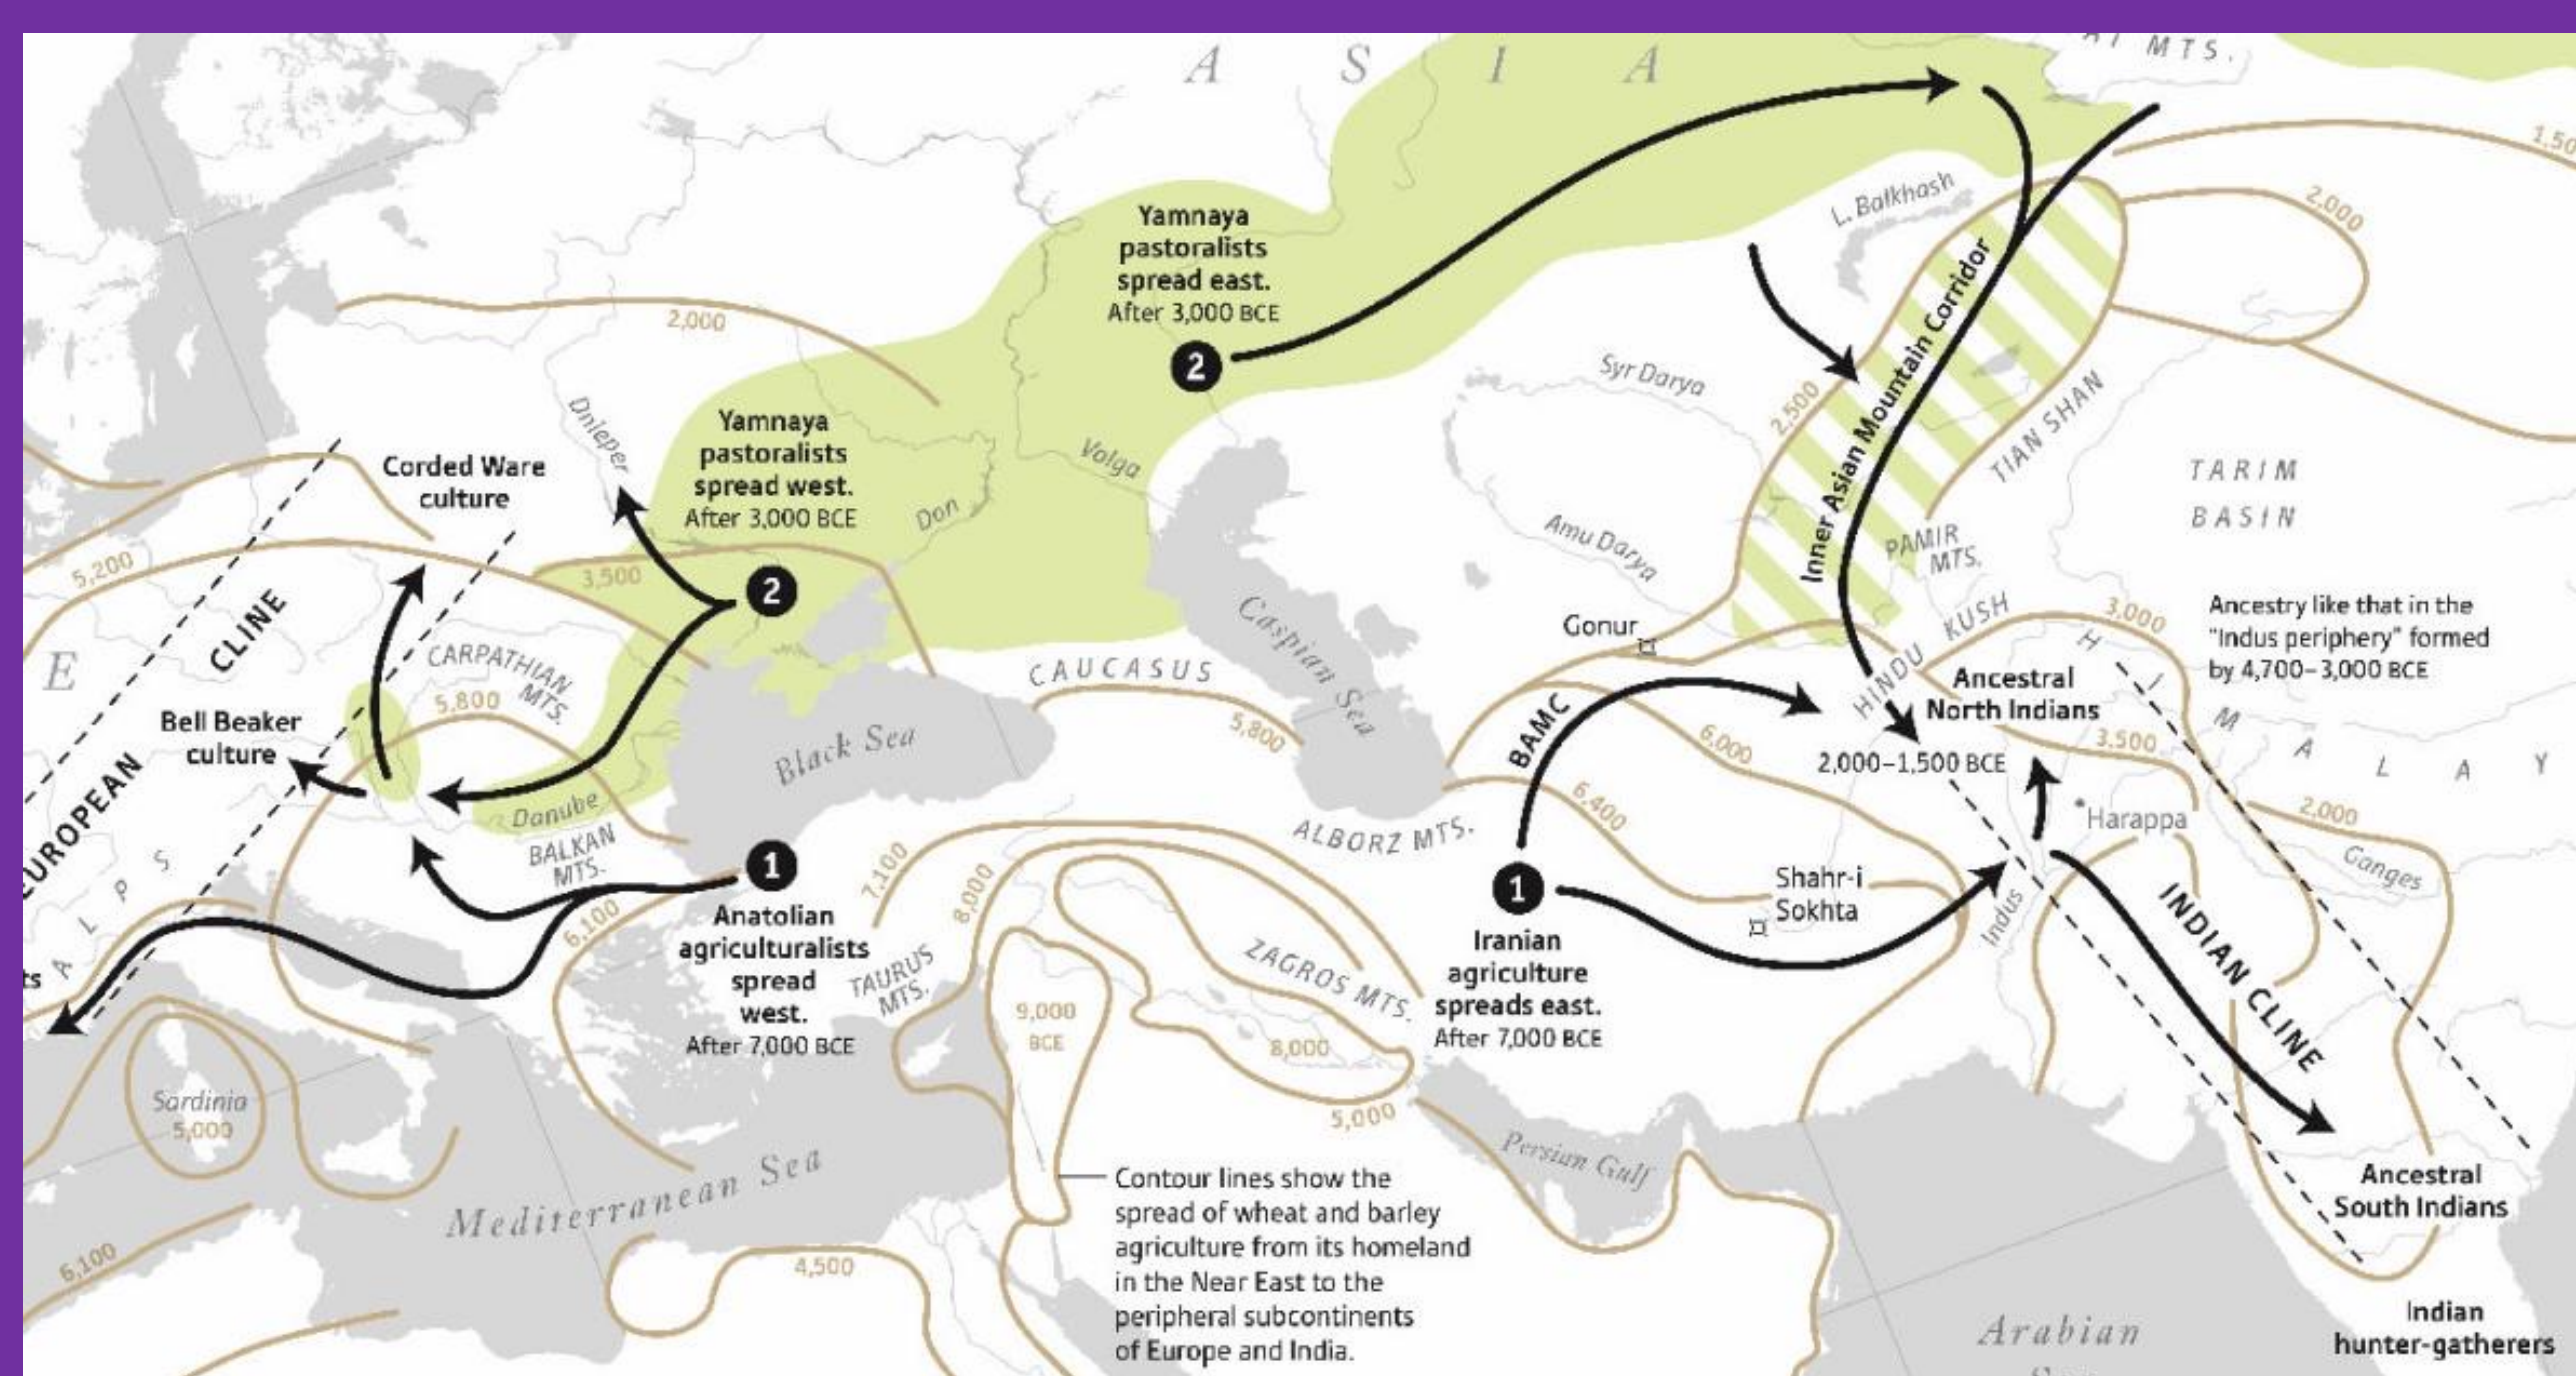 A S I A
MTS.
1,50
2,000
L. Balkhash
Yamnaya
pastoralists
spread east.
After 3,000 BCE
2
2,000
Syr Darya
2,500
Inner Asian Mountain Corridor
TIAN SHAN
Dnieper
Yamnaya
pastoralists
spread west.
After 3,000 BCE
Volga
Don
Corded Ware
culture
TARIM
BASIN
Amu Darya
PAMIR
MTS.
5,200
3,500
2
CLINE
EUROPEAN
E
Caspian Sea
Gonur
HINDU KUSH
3,000
Ancestry like that in the
"Indus periphery" formed
by 4,700–3,000 BCE
CARPATHIAN
MTS.
5,800
CAUCASUS
5,800
Ancestral
North Indians
HIMALAY
Bell Beaker
culture
Black Sea
BAMC
6,000
3,500
2,000–1,500 BCE
Danube
BALKAN
MTS.
ALBORZ MTS.
6,400
Harappa
2,000
Ganges
ALPS
1
7,100
8,000
1
Shahr-i
Sokhta
Indus
INDIAN CLINE
6,100
Anatolian
agriculturalists
spread
west.
After 7,000 BCE
TAURUS
MTS.
ZAGROS MTS.
Iranian
agriculture
spreads east.
After 7,000 BCE
ts
9,000
BCE
8,000
5,000
Sardinia
5,000
Persian Gulf
Mediterranean Sea
Contour lines show the
spread of wheat and barley
agriculture from its homeland
in the Near East to the
peripheral subcontinents
of Europe and India.
Ancestral
South Indians
6,100
4,500
Indian
hunter-gatherers
Arabian